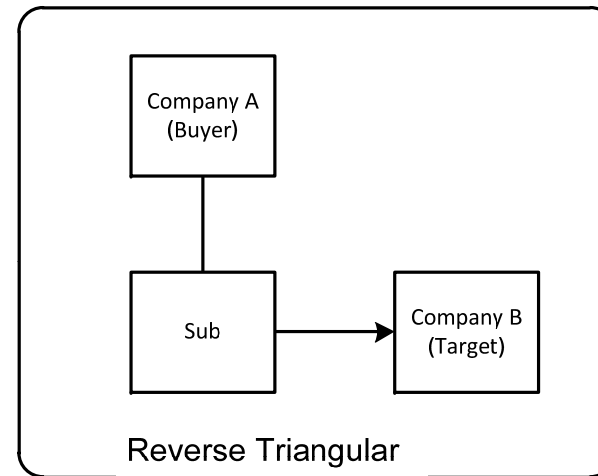 Company A
(Buyer)
Sub
Company B
(Target)
Reverse Triangular